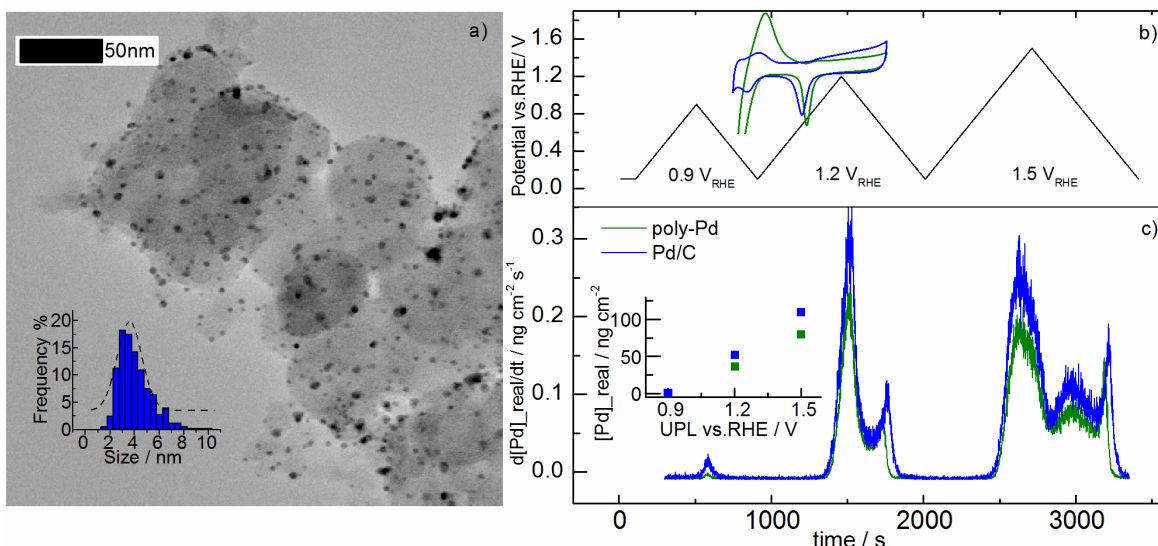 a)
50nm
Frequency %
20
15
10
5
0
0 2 4 6 8 10
Size / nm
b)
Potential vs.RHE/ V
1.6
1.2
0.8
0.4
0.0
0.9 V_RHE
1.2 V_RHE
1.5 V_RHE
c)
poly-Pd
Pd/C
d[Pd]_real/dt / ng cm⁻² s⁻¹
0.3
0.2
0.1
0.0
[Pd]_real / ng cm⁻²
100
50
0
0.9 1.2 1.5
UPL vs.RHE / V
0 1000 2000 3000
time / s